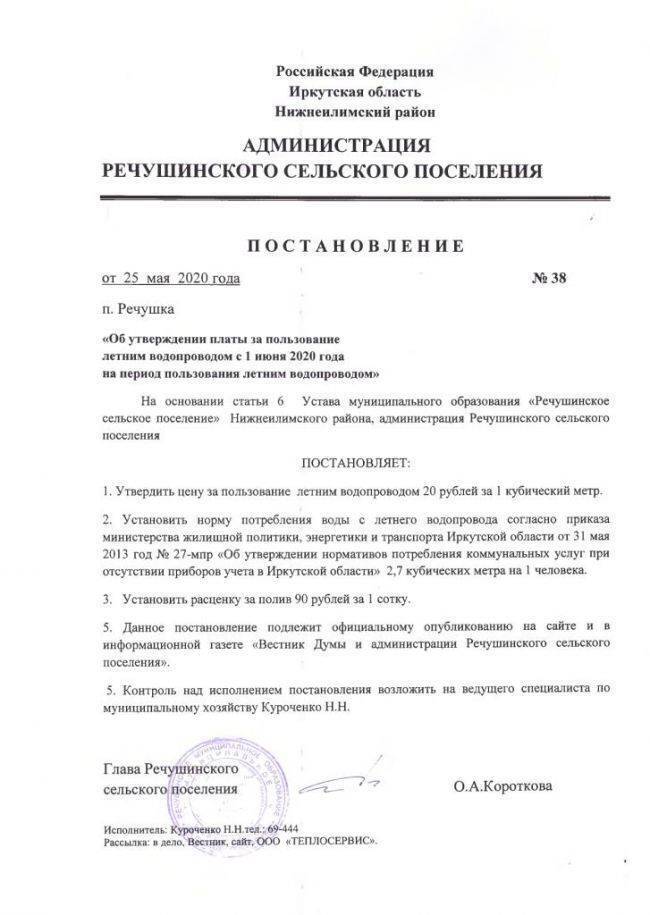 Российская Федерация
Иркутская область
Нижнеилимский район
АДМИНИСТРАЦИЯ
РЕЧУШИНСКОГО СЕЛЬСКОГО ПОСЕЛЕНИЯ
П О С Т А Н О В Л Е Н И Е
от 25 мая 2020 года № 38
п. Речушка
«Об утверждении платы за пользование
летним водопроводом с 1 июня 2020 года
на период пользования летним водопроводом»
На основании статьи 6 Устава муниципального образования «Речушинское
сельское поселение» Нижнеилимского района, администрация Речушинского сельского
поселения
ПОСТАНОВЛЯЕТ:
1. Утвердить цену за пользование летним водопроводом 20 рублей за 1 кубический метр.
2. Установить норму потребления воды с летнего водопровода согласно приказа
министерства жилищной политики, энергетики и транспорта Иркутской области от 31 мая
2013 год № 27-мпр «Об утверждении нормативов потребления коммунальных услуг при
отсутствии приборов учета в Иркутской области» 2,7 кубических метра на 1 человека.
3. Установить расценку за полив 90 рублей за 1 сотку.
5. Данное постановление подлежит официальному опубликованию на сайте и в
информационной газете «Вестник Думы и администрации Речушинского сельского
поселения».
5. Контроль над исполнением постановления возложить на ведущего специалиста по
муниципальному хозяйству Куроченко Н.Н.
Глава Речушинского
сельского поселения О.А.Короткова
Исполнитель: Куроченко Н.Н.тел.: 69-444
Рассылка: в дело, Вестник, сайт, ООО «ТЕПЛОСЕРВИС».